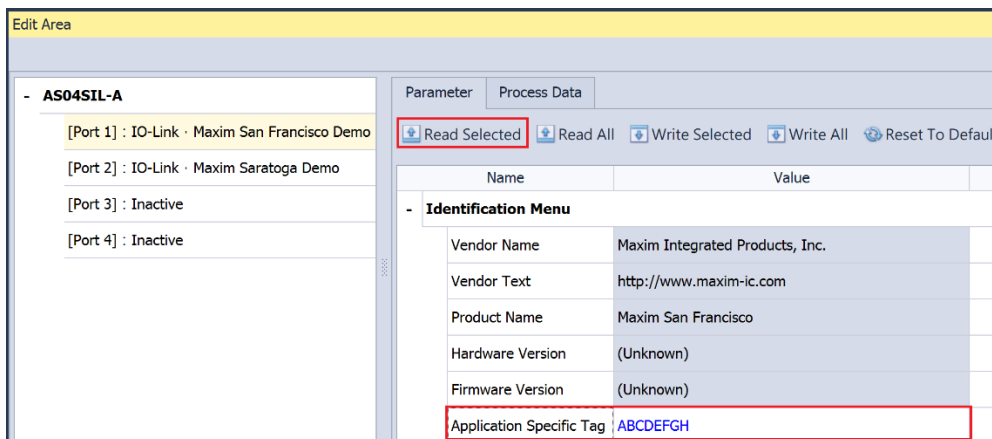 Edit Area
- AS04SIL-A
[Port 1] : IO-Link · Maxim San Francisco Demo
[Port 2] : IO-Link · Maxim Saratoga Demo
[Port 3] : Inactive
[Port 4] : Inactive
Parameter Process Data
Read Selected Read All Write Selected Write All Reset To Defaul
Name Value
- Identification Menu
Vendor Name Maxim Integrated Products, Inc.
Vendor Text http://www.maxim-ic.com
Product Name Maxim San Francisco
Hardware Version (Unknown)
Firmware Version (Unknown)
Application Specific Tag ABCDEFGH